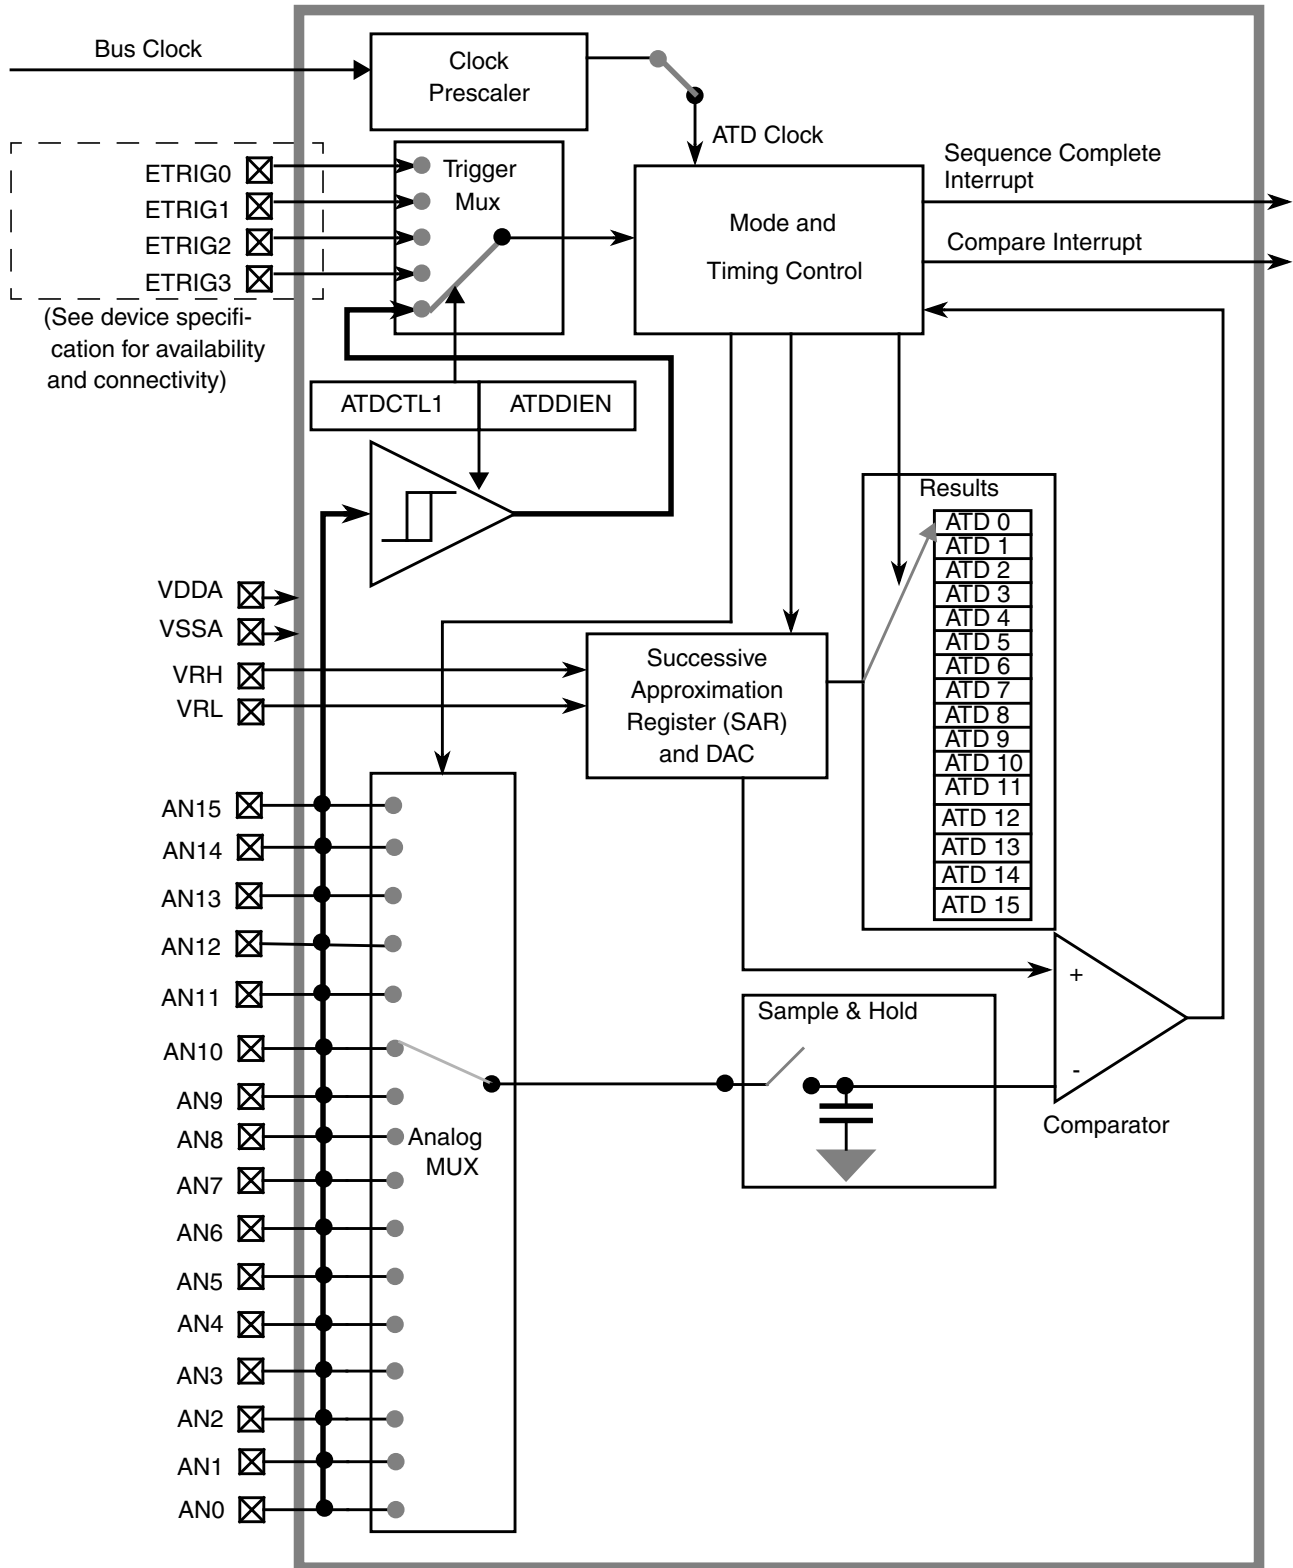 Bus Clock
Clock
Prescaler
ATD Clock
ETRIG0
ETRIG1
ETRIG2
ETRIG3
(See device specifi-
cation for availability
and connectivity)
Trigger
Mux
Mode and
Timing Control
Sequence Complete
Interrupt
Compare Interrupt
ATDCTL1
ATDDIEN
Results
ATD 0
ATD 1
ATD 2
ATD 3
ATD 4
ATD 5
ATD 6
ATD 7
ATD 8
ATD 9
ATD 10
ATD 11
ATD 12
ATD 13
ATD 14
ATD 15
VDDA
VSSA
VRH
VRL
Successive
Approximation
Register (SAR)
and DAC
AN15
AN14
AN13
AN12
AN11
AN10
AN9
AN8
AN7
AN6
AN5
AN4
AN3
AN2
AN1
AN0
Analog
MUX
Sample & Hold
+
-
Comparator